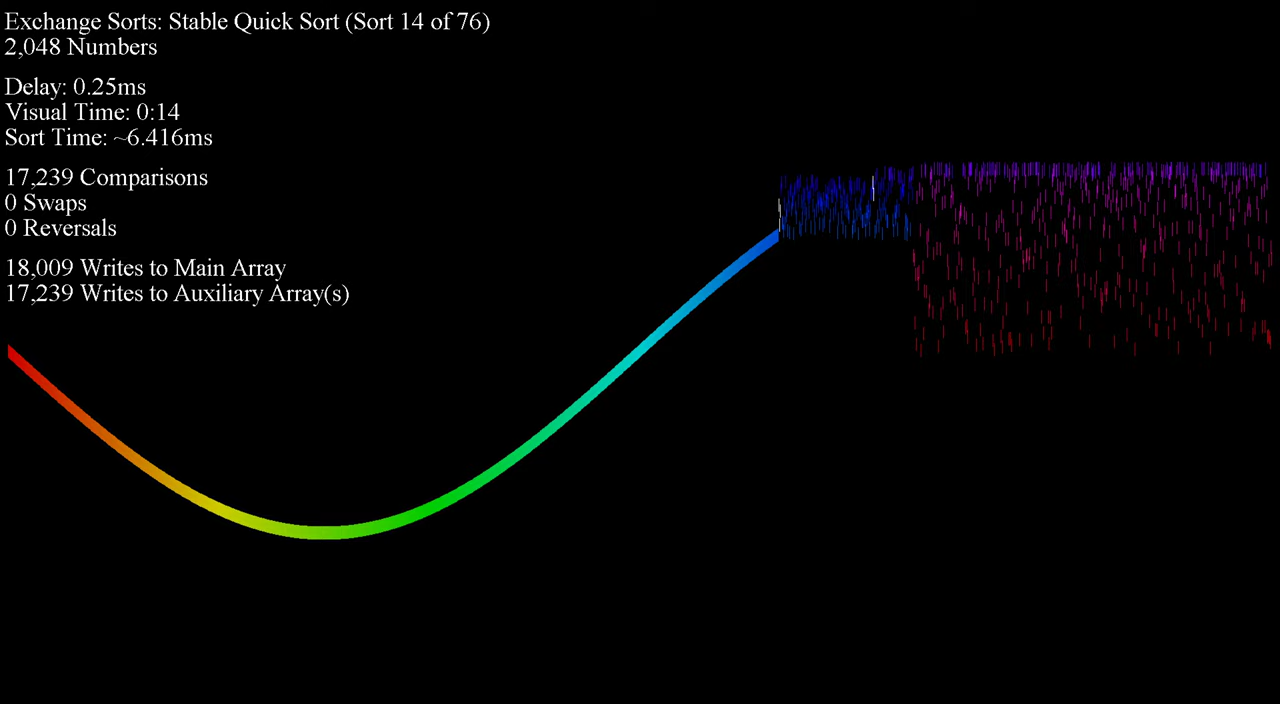 Exchange Sorts: Stable Quick Sort (Sort 14 of 76)
2,048 Numbers
Delay: 0.25ms
Visual Time: 0:14
Sort Time: ~6.416ms
17,239 Comparisons
0 Swaps
0 Reversals
18,009 Writes to Main Array
17,239 Writes to Auxiliary Array(s)